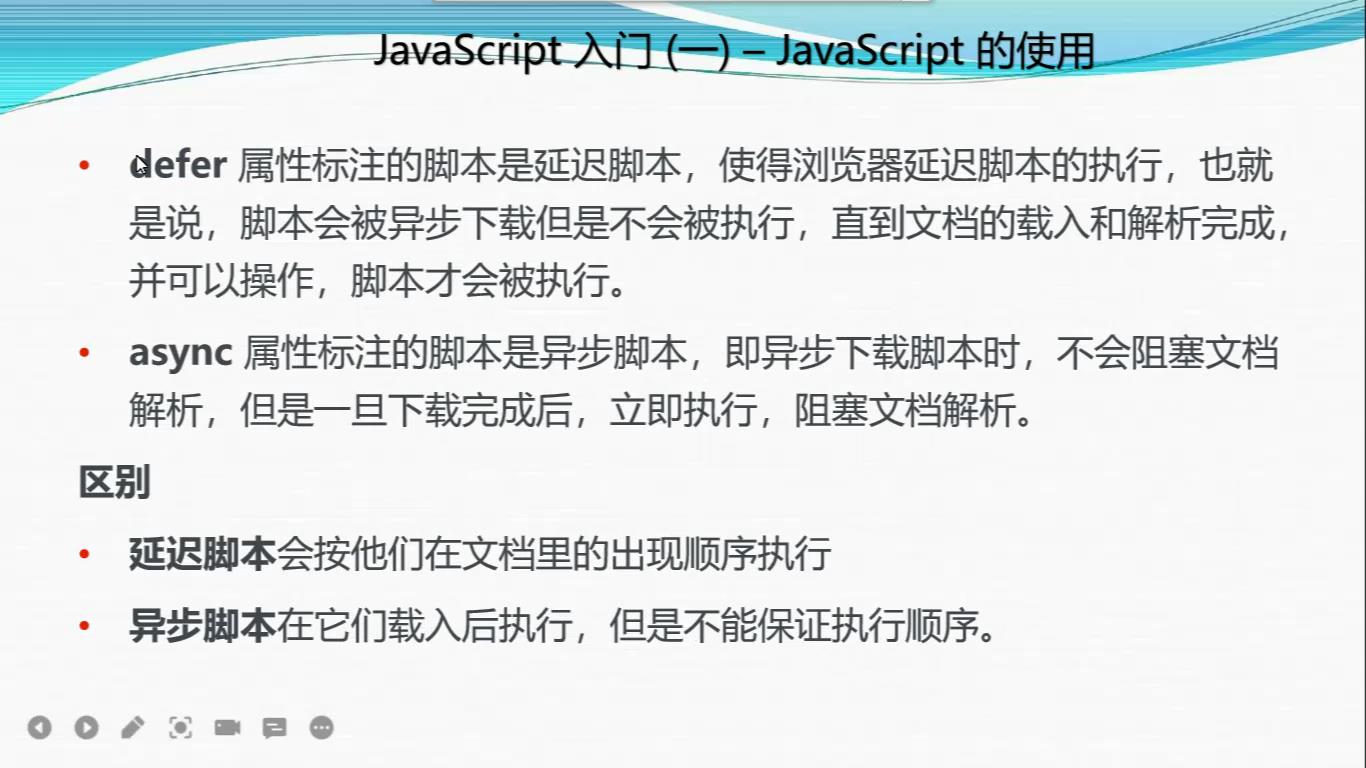 JavaScript 入门 (一) – JavaScript 的使用
defer 属性标注的脚本是延迟脚本，使得浏览器延迟脚本的执行，也就
是说，脚本会被异步下载但是不会被执行，直到文档的载入和解析完成，
并可以操作，脚本才会被执行。
async 属性标注的脚本是异步脚本，即异步下载脚本时，不会阻塞文档
解析，但是一旦下载完成后，立即执行，阻塞文档解析。
区别
延迟脚本会按他们在文档里的出现顺序执行
异步脚本在它们载入后执行，但是不能保证执行顺序。